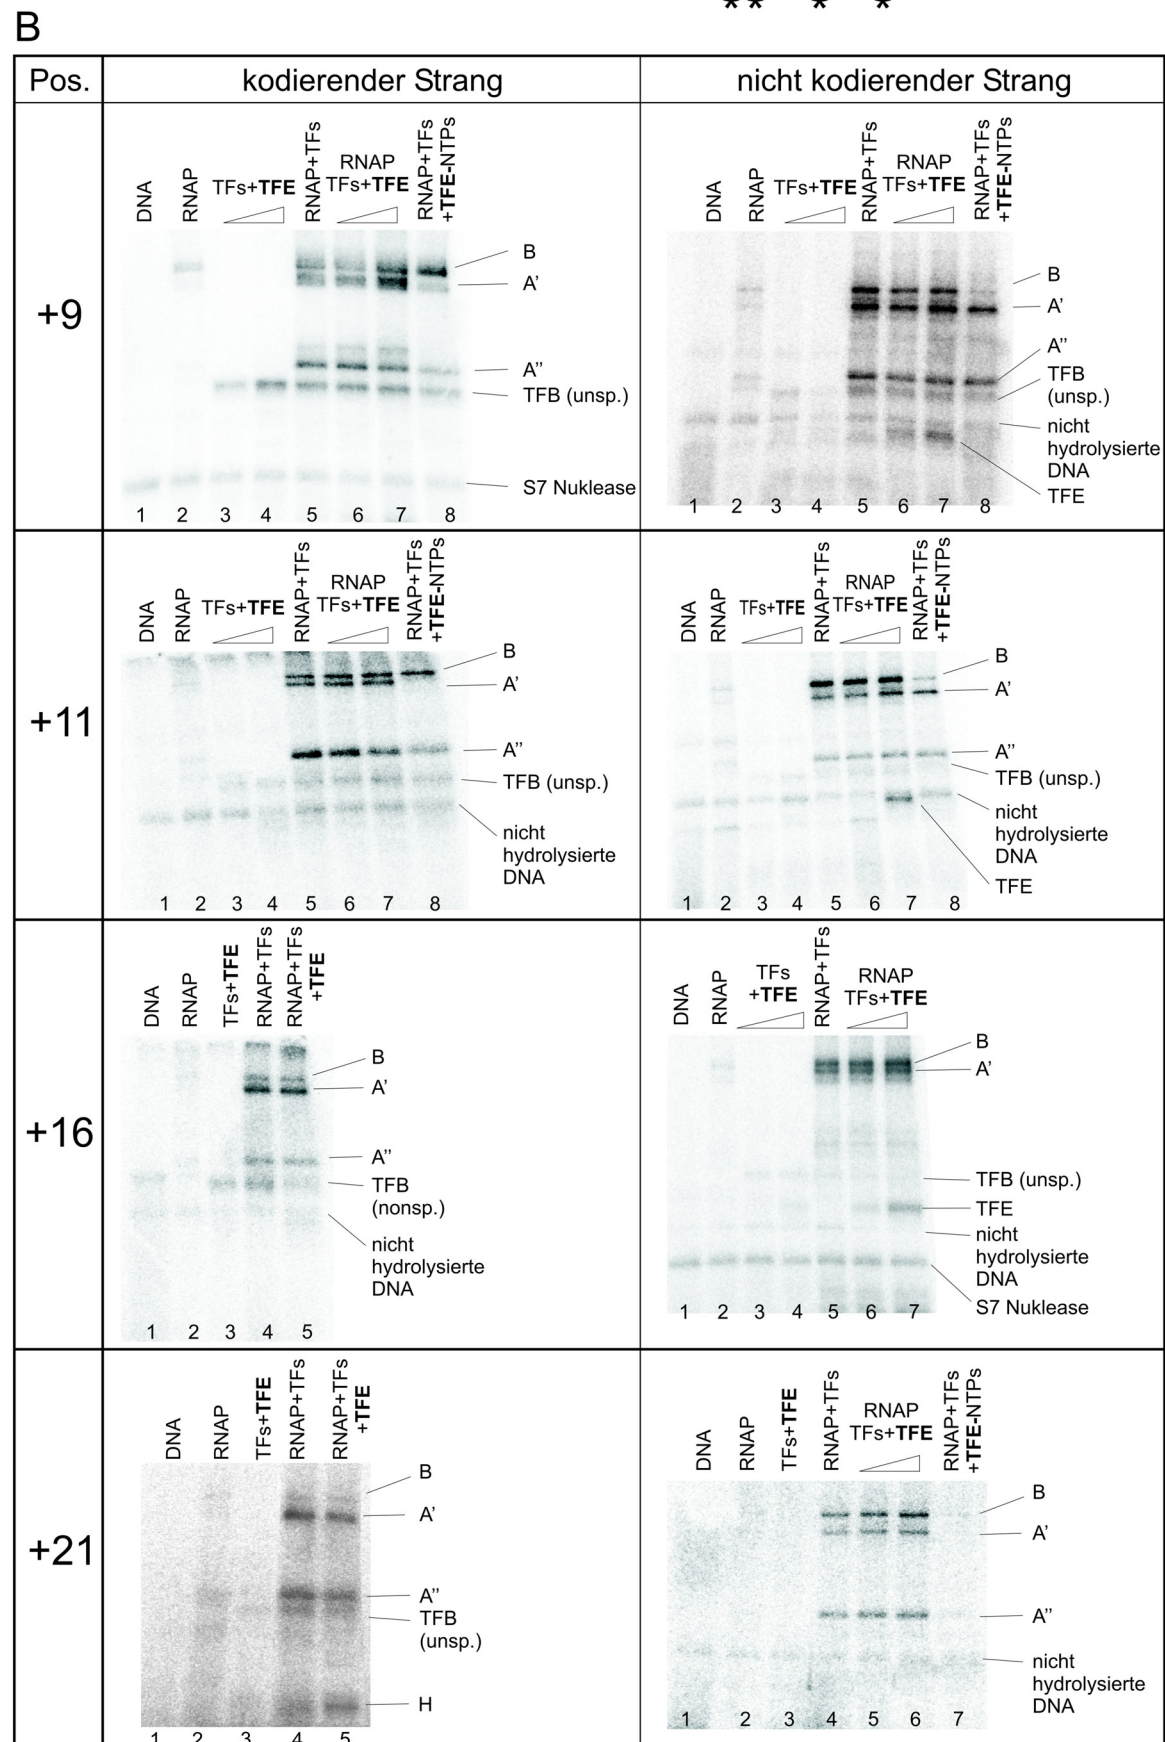 ** * *
B
Pos.
kodierender Strang
nicht kodierender Strang
+9
DNA
RNAP
TFs+TFE
RNAP+TFs
RNAP
TFs+TFE
RNAP+TFs
+TFE-NTPs
B
A'
A''
TFB (unsp.)
S7 Nuklease
1 2 3 4 5 6 7 8
DNA
RNAP
TFs+TFE
RNAP+TFs
RNAP
TFs+TFE
RNAP+TFs
+TFE-NTPs
B
A'
A''
TFB
(unsp.)
nicht
hydrolysierte
DNA
TFE
1 2 3 4 5 6 7 8
+11
DNA
RNAP
TFs+TFE
RNAP+TFs
RNAP
TFs+TFE
RNAP+TFs
+TFE-NTPs
B
A'
A''
TFB (unsp.)
nicht
hydrolysierte
DNA
1 2 3 4 5 6 7 8
DNA
RNAP
TFs+TFE
RNAP+TFs
RNAP
TFs+TFE
RNAP+TFs
+TFE-NTPs
B
A'
A''
TFB (unsp.)
nicht
hydrolysierte
DNA
TFE
1 2 3 4 5 6 7 8
+16
DNA
RNAP
TFs+TFE
RNAP+TFs
RNAP+TFs
+TFE
B
A'
A''
TFB
(nonsp.)
nicht
hydrolysierte
DNA
1 2 3 4 5
DNA
RNAP
TFs
+TFE
RNAP+TFs
RNAP
TFs+TFE
B
A'
TFB (unsp.)
TFE
nicht
hydrolysierte
DNA
S7 Nuklease
1 2 3 4 5 6 7
+21
DNA
RNAP
TFs+TFE
RNAP+TFs
RNAP+TFs
+TFE
B
A'
A''
TFB
(unsp.)
H
1 2 3 4 5
DNA
RNAP
TFs+TFE
RNAP+TFs
RNAP
TFs+TFE
RNAP+TFs
+TFE-NTPs
B
A'
A''
nicht
hydrolysierte
DNA
1 2 3 4 5 6 7